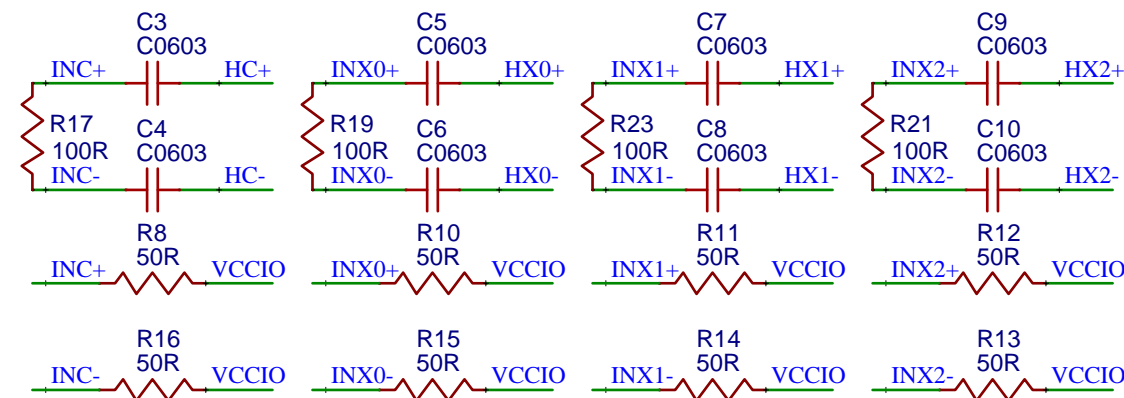 C3 C5 C7 C9
C0603 C0603 C0603 C0603
INC+ HC+ INX0+ HX0+ INX1+ HX1+ INX2+ HX2+
R17 C4 R19 C6 R23 C8 R21 C10
100R C0603 100R C0603 100R C0603 100R C0603
INC- HC- INX0- HX0- INX1- HX1- INX2- HX2-
R8 R10 R11 R12
50R 50R 50R 50R
INC+ VCCIO INX0+ VCCIO INX1+ VCCIO INX2+ VCCIO
R16 R15 R14 R13
50R 50R 50R 50R
INC- VCCIO INX0- VCCIO INX1- VCCIO INX2- VCCIO